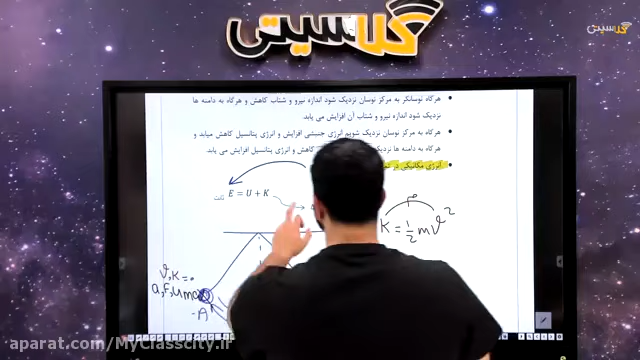 کلاسیتی
کلاسیتی
هرگاه نوسانگر به مرکز نوسان نزدیک شود اندازه نیرو و شتاب کاهش و هرگاه به دامنه ها
نزدیک شود اندازه نیرو و شتاب آن افزایش می یابد.
هرگاه به مرکز نوسان نزدیک شویم انرژی جنبشی افزایش و انرژی پتانسیل کاهش میابد و
هرگاه به دامنه ها نزدیک کاهش و انرژی پتانسیل افزایش می یابد.
انرژی مکانیکی در
ثابت E = U + K
K = 1/2 mv²
v, K = 0
a, F, U max
-A
aparat.com/MyClasscity.ir